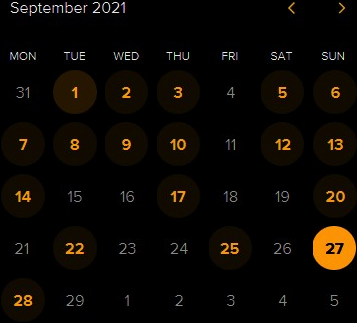 September 2021
MON TUE WED THU FRI SAT SUN
31 1 2 3 4 5 6
7 8 9 10 11 12 13
14 15 16 17 18 19 20
21 22 23 24 25 26 27
28 29 1 2 3 4 5